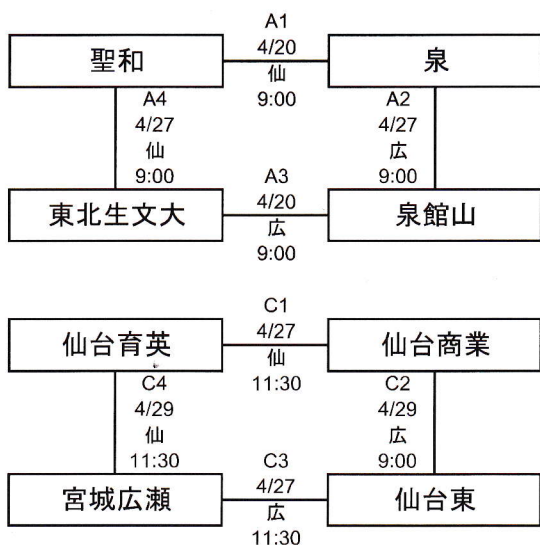 A1
4/20
聖和
泉
仙
9:00
A4
4/27
仙
9:00
A2
4/27
広
9:00
A3
4/20
東北生文大
泉館山
広
9:00
C1
4/27
仙台育英
仙台商業
仙
11:30
C4
4/29
仙
11:30
C2
4/29
広
9:00
C3
4/27
宮城広瀬
仙台東
広
11:30